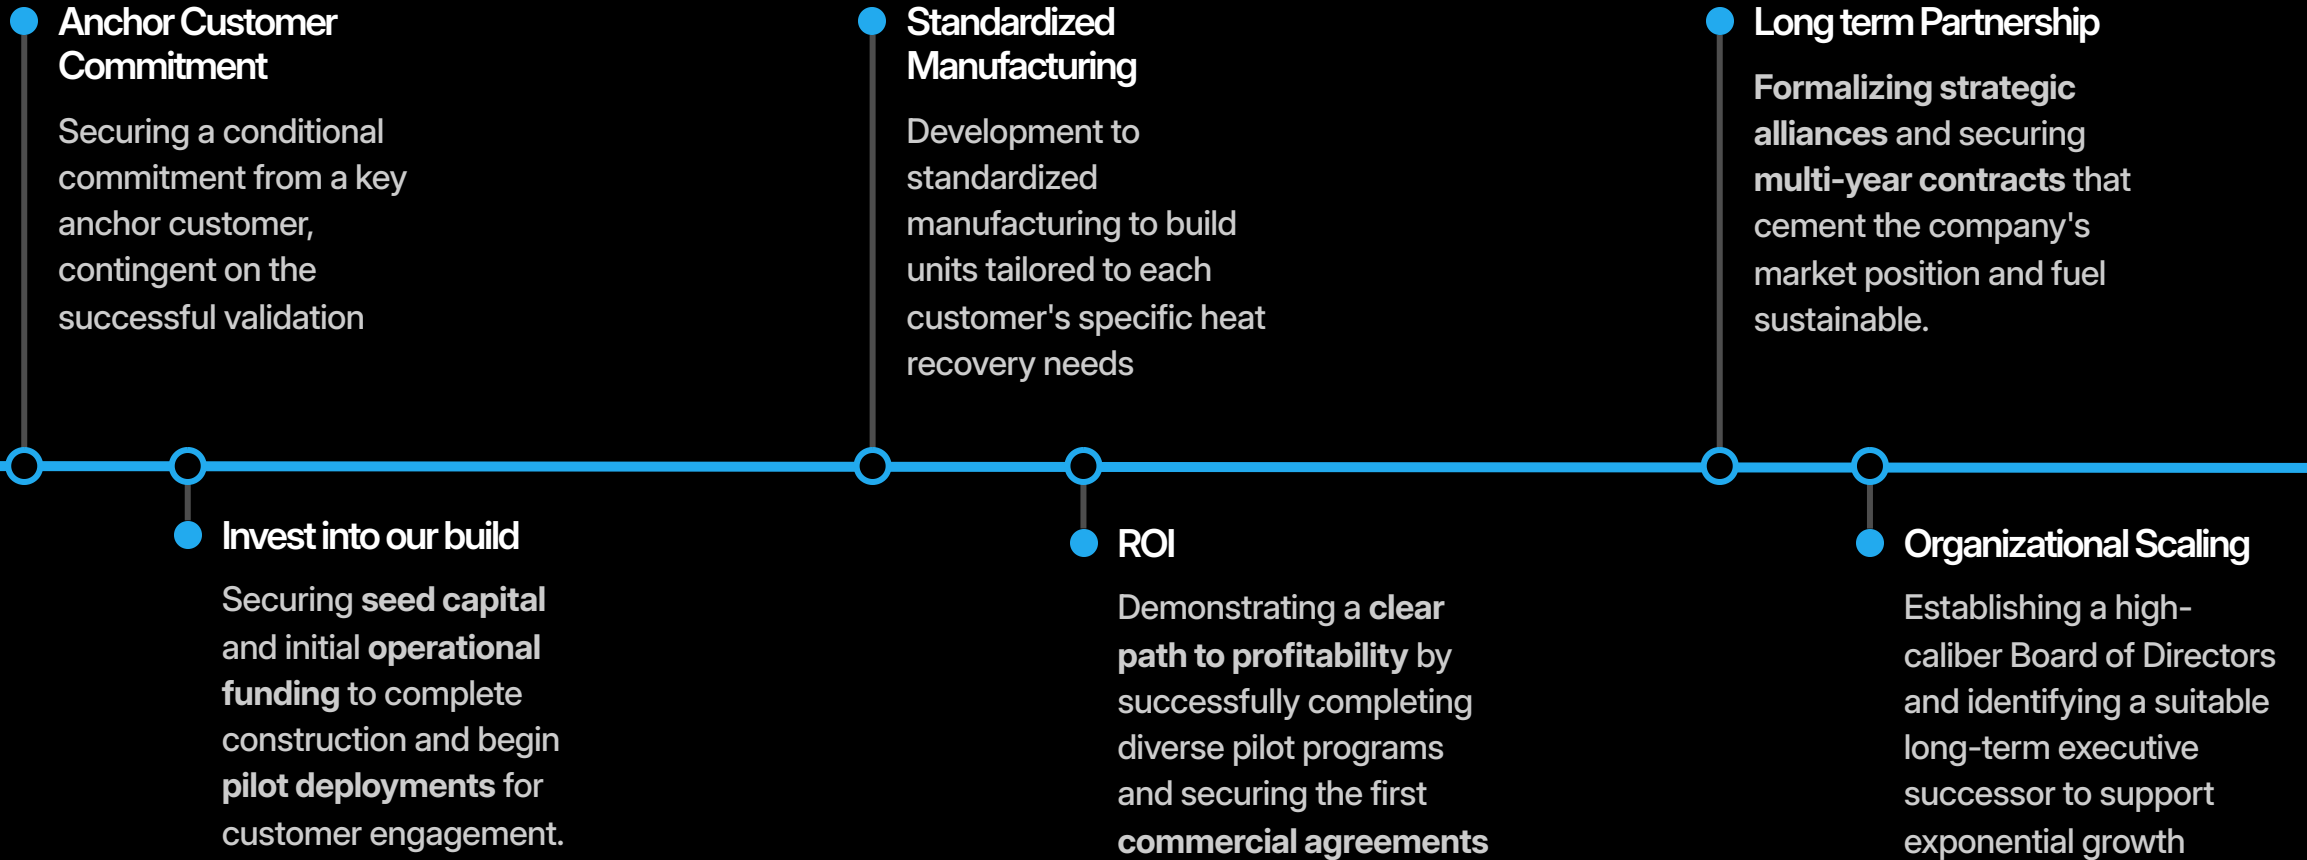 Anchor Customer
Commitment
Securing a conditional
commitment from a key
anchor customer,
contingent on the
successful validation
Standardized
Manufacturing
Development to
standardized
manufacturing to build
units tailored to each
customer's specific heat
recovery needs
Long term Partnership
Formalizing strategic
alliances and securing
multi-year contracts that
cement the company's
market position and fuel
sustainable.
Invest into our build
Securing seed capital
and initial operational
funding to complete
construction and begin
pilot deployments for
customer engagement.
ROI
Demonstrating a clear
path to profitability by
successfully completing
diverse pilot programs
and securing the first
commercial agreements
Organizational Scaling
Establishing a high-
caliber Board of Directors
and identifying a suitable
long-term executive
successor to support
exponential growth